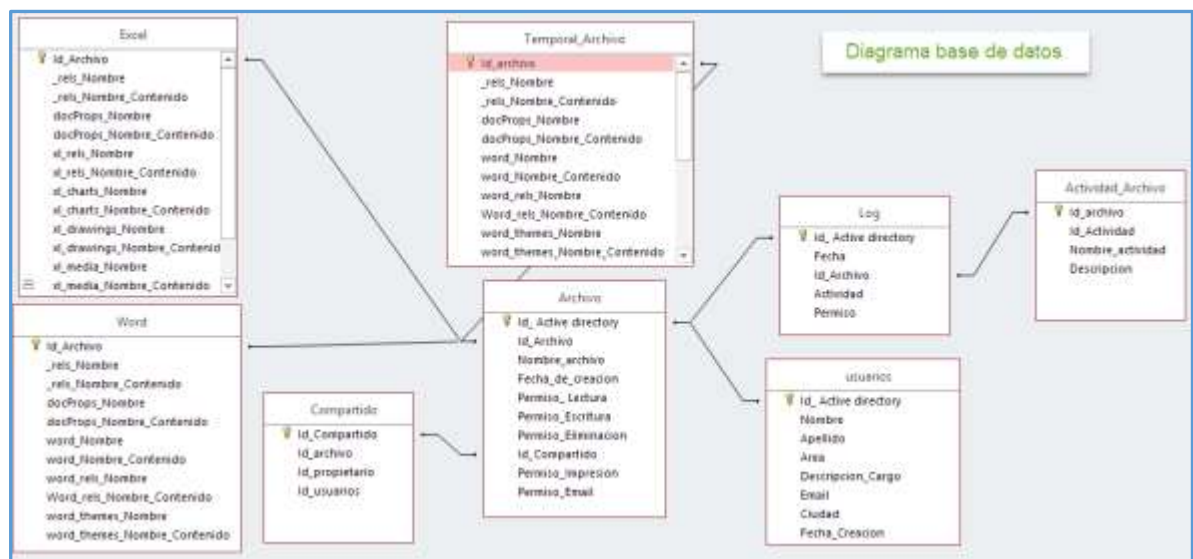 Diagrama base de datos
Excel
Id_Archivo
_rels_Nombre
_rels_Nombre_Contenido
docProps_Nombre
docProps_Nombre_Contenido
xl_rels_Nombre
xl_rels_Nombre_Contenido
xl_charts_Nombre
xl_charts_Nombre_Contenido
xl_drawings_Nombre
xl_drawings_Nombre_Contenid
xl_media_Nombre
xl_media_Nombre_Contenido
Temporal_Archivo
Id_archivo
_rels_Nombre
_rels_Nombre_Contenido
docProps_Nombre
docProps_Nombre_Contenido
word_Nombre
word_Nombre_Contenido
word_rels_Nombre
Word_rels_Nombre_Contenido
word_themes_Nombre
word_themes_Nombre_Contenido
Actividad_Archivo
Id_archivo
Id_Actividad
Nombre_actividad
Descripcion
Log
Id_ Active directory
Fecha
Id_Archivo
Actividad
Permiso
Archivo
Id_ Active directory
Id_Archivo
Nombre_archivo
Fecha_de_creacion
Permiso_ Lectura
Permiso_Escritura
Permiso_Eliminacion
Id_Compartido
Permiso_Impresion
Permiso_Email
Word
Id_Archivo
_rels_Nombre
_rels_Nombre_Contenido
docProps_Nombre
docProps_Nombre_Contenido
word_Nombre
word_Nombre_Contenido
word_rels_Nombre
Word_rels_Nombre_Contenido
word_themes_Nombre
word_themes_Nombre_Contenido
Compartido
Id_Compartido
Id_archivo
Id_propietario
Id_usuarios
usuarios
Id_ Active directory
Nombre
Apellido
Area
Descripcion_Cargo
Email
Ciudad
Fecha_Creacion